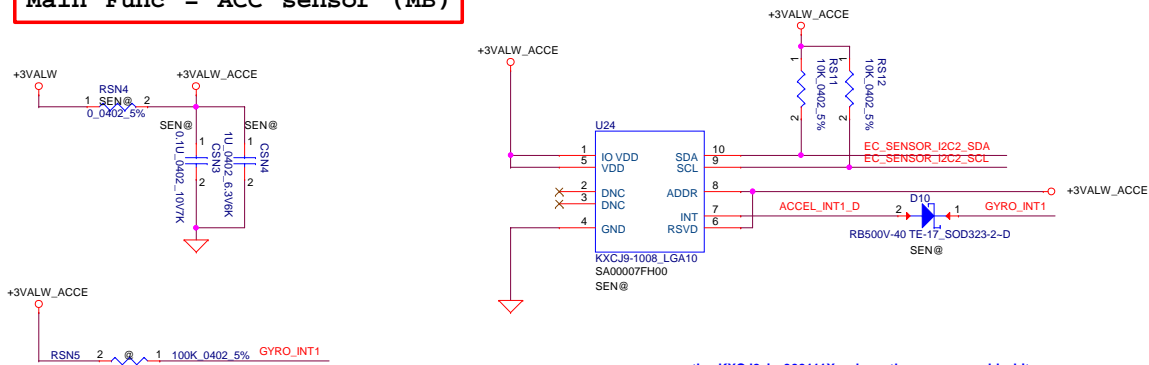 Main Func = ACC sensor (MB)
+3VALW
+3VALW_ACCE
RSN4
1 SEN@ 2
0_0402_5%
SEN@
SEN@
1
2
CSN3
0.1U_0402_10V7K
1
2
CSN4
1U_0402_6.3V6K
+3VALW_ACCE
RSN5 2 @ 1 100K_0402_5% GYRO_INT1
+3VALW_ACCE
+3VALW_ACCE
1
2
RS11
10K_0402_5%
1
2
RS12
10K_0402_5%
U24
1 IO VDD SDA 10 EC_SENSOR_I2C2_SDA
5 VDD SCL 9 EC_SENSOR_I2C2_SCL
2 DNC ADDR 8 +3VALW_ACCE
3 DNC INT 7 ACCEL_INT1_D 2 D10 1 GYRO_INT1
4 GND RSVD 6
RB500V-40 TE-17_SOD323-2~D
SEN@
KXCJ9-1008_LGA10
SA00007FH00
SEN@